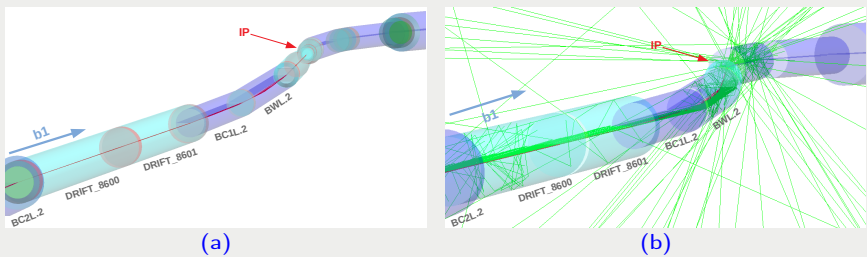 IP
b1
BC2L.2
DRIFT_8600
DRIFT_8601
BC1L.2
BWL.2
(a)
IP
b1
BC2L.2
DRIFT_8600
DRIFT_8601
BC1L.2
BWL.2
(b)